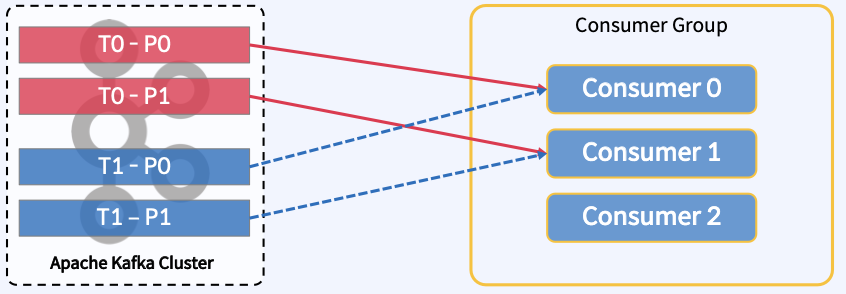 T0 - P0
T0 - P1
T1 - P0
T1 – P1
Apache Kafka Cluster
Consumer Group
Consumer 0
Consumer 1
Consumer 2